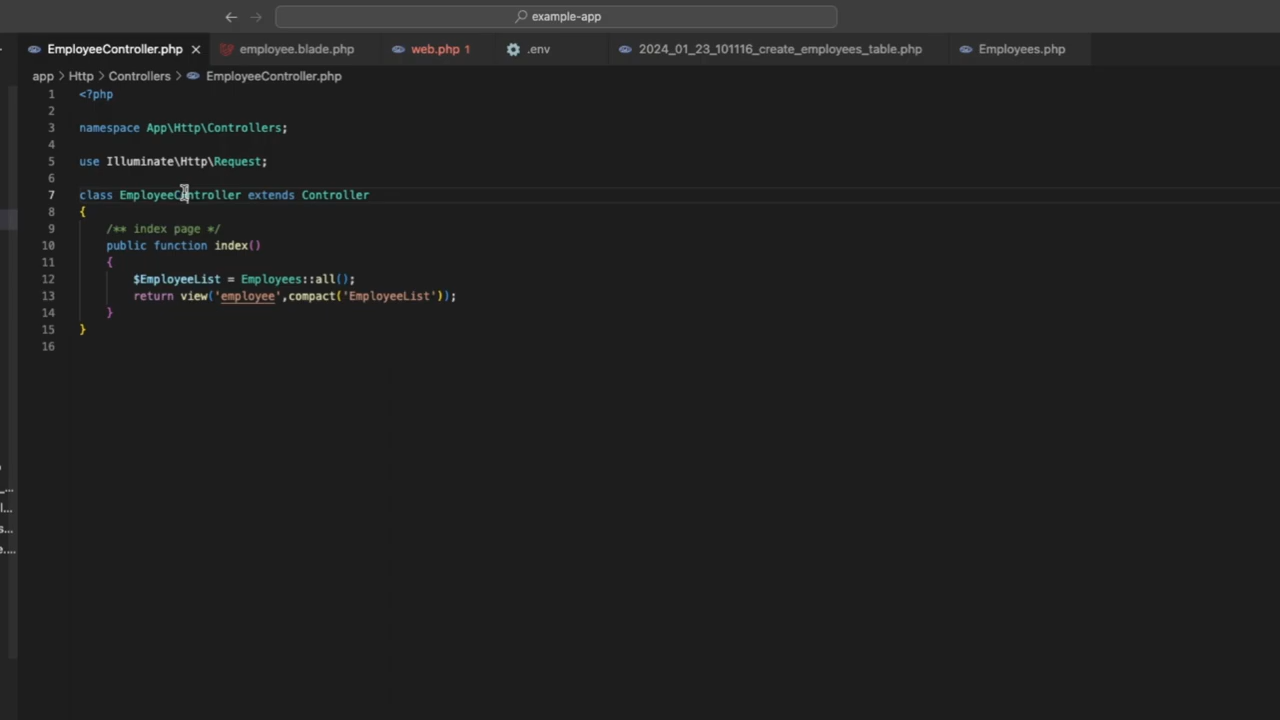 example-app
EmployeeController.php employee.blade.php web.php 1 .env 2024_01_23_101116_create_employees_table.php Employees.php
app > Http > Controllers > EmployeeController.php
1 <?php
2
3 namespace App\Http\Controllers;
4
5 use Illuminate\Http\Request;
6
7 class EmployeeController extends Controller
8 {
9 /** index page */
10 public function index()
11 {
12 $EmployeeList = Employees::all();
13 return view('employee',compact('EmployeeList'));
14 }
15 }
16